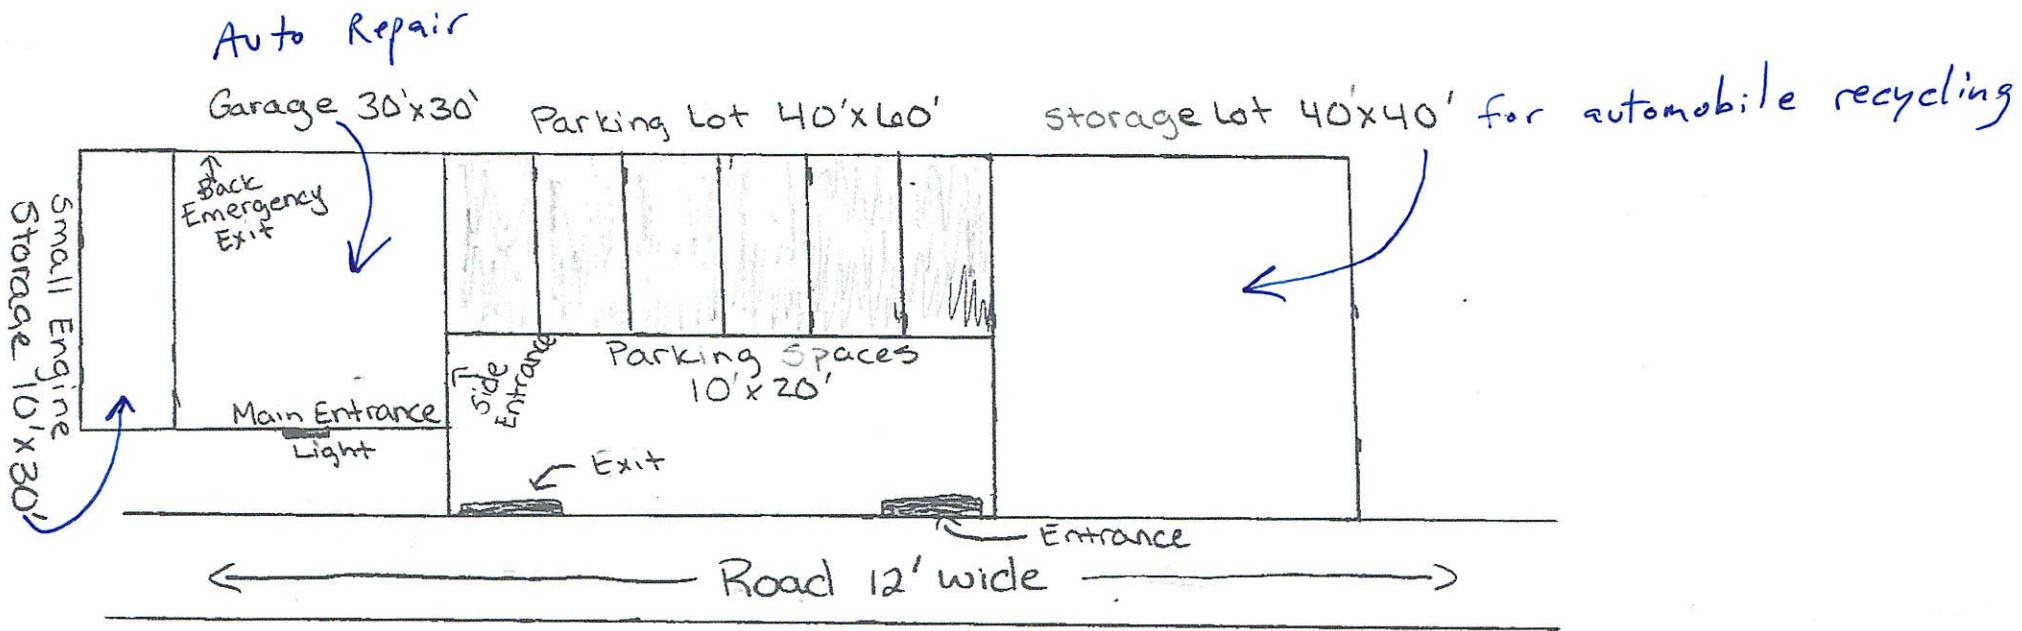 Auto Repair
Garage 30'x30'
Parking Lot 40'x60'
Storage Lot 40'x40' for automobile recycling
Small Engine
Storage 10'x30'
Back
Emergency
Exit
Side
Entrance
Parking Spaces
10'x20'
Main Entrance
Light
Exit
Entrance
Road 12' wide